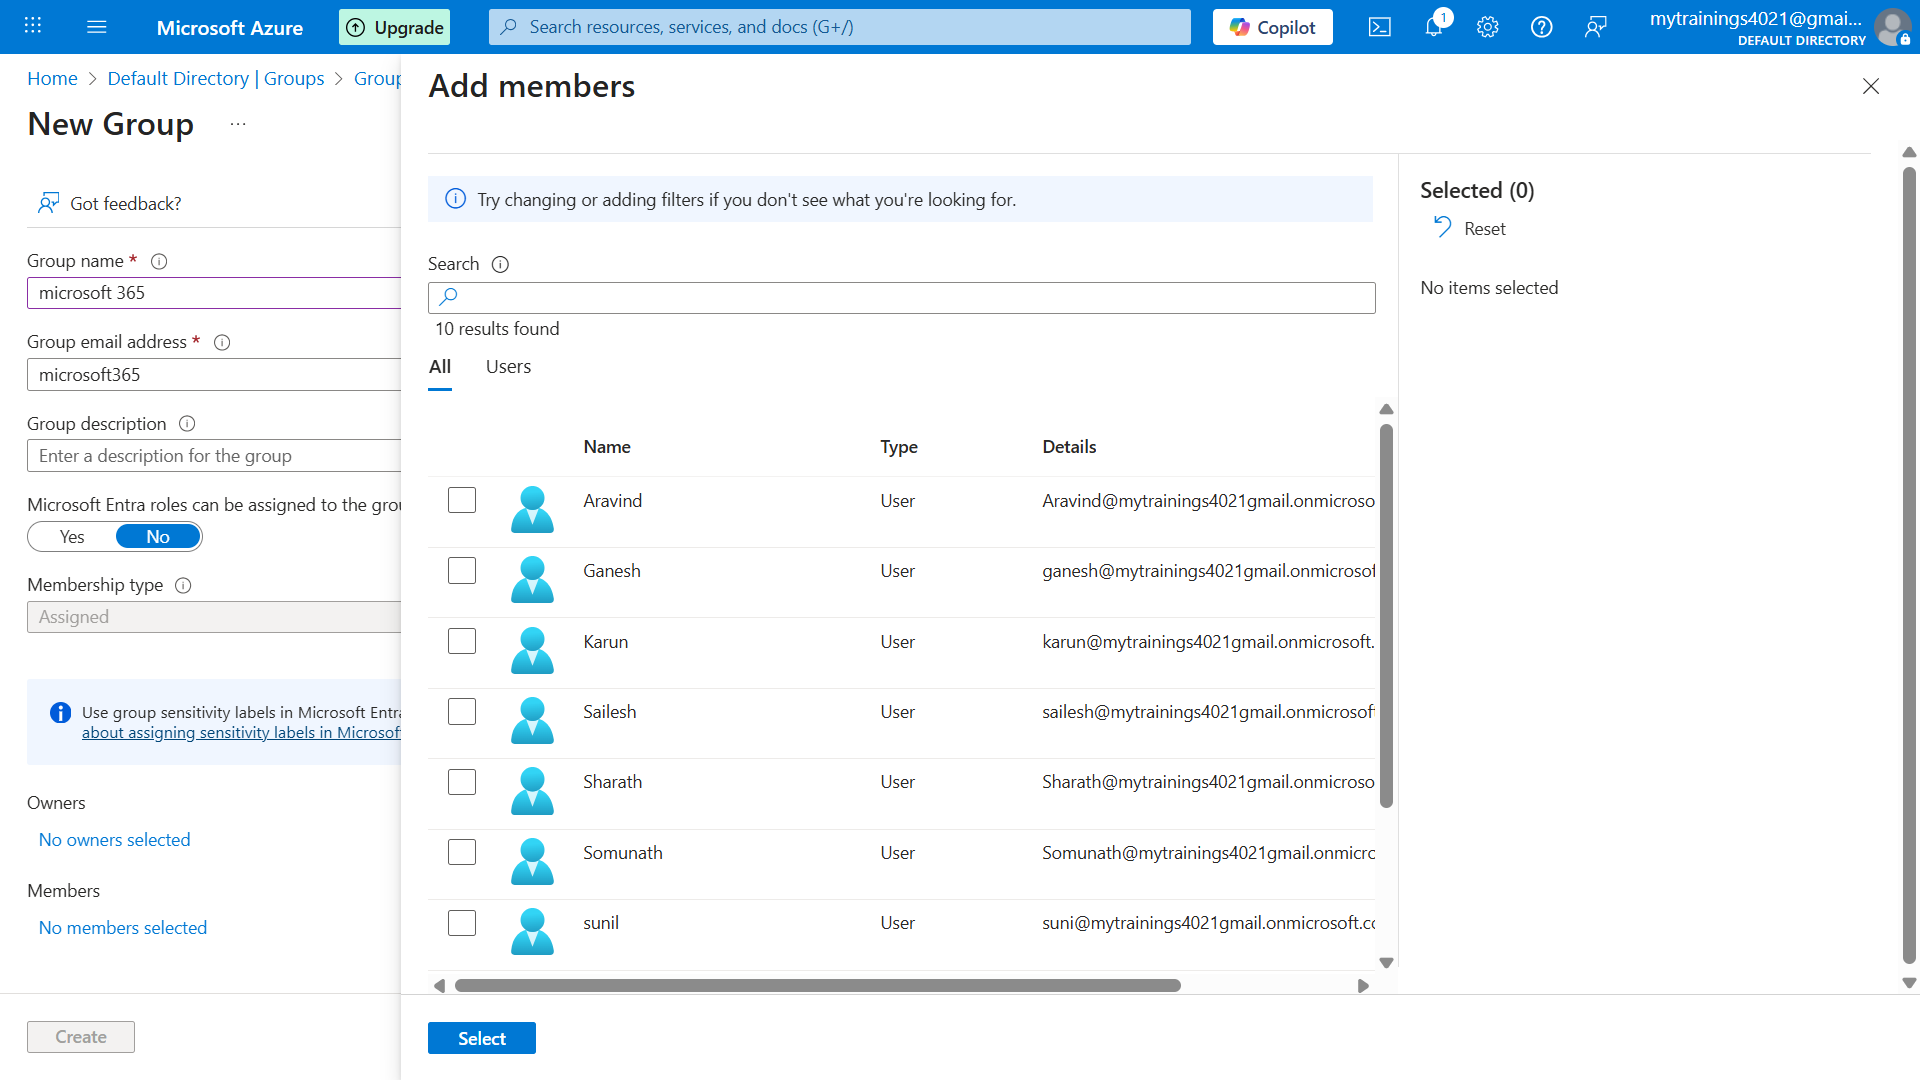 Microsoft Azure
Upgrade
Search resources, services, and docs (G+/)
Copilot
1
mytrainings4021@gmai...
DEFAULT DIRECTORY
Home > Default Directory | Groups > Group
New Group ...
Got feedback?
Group name *
microsoft 365
Group email address *
microsoft365
Group description
Enter a description for the group
Microsoft Entra roles can be assigned to the grou
Yes No
Membership type
Assigned
Use group sensitivity labels in Microsoft Entra
about assigning sensitivity labels in Microsoft
Owners
No owners selected
Members
No members selected
Create
Add members
Try changing or adding filters if you don't see what you're looking for.
Search
10 results found
All Users
Name Type Details
Aravind User Aravind@mytrainings4021gmail.onmicroso
Ganesh User ganesh@mytrainings4021gmail.onmicrosof
Karun User karun@mytrainings4021gmail.onmicrosoft.
Sailesh User sailesh@mytrainings4021gmail.onmicrosoft
Sharath User Sharath@mytrainings4021gmail.onmicroso
Somunath User Somunath@mytrainings4021gmail.onmicro
sunil User suni@mytrainings4021gmail.onmicrosoft.co
Select
Selected (0)
Reset
No items selected